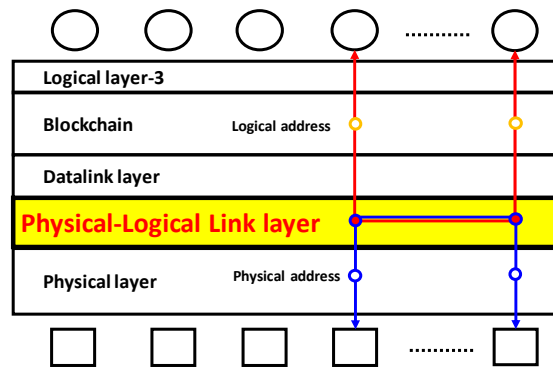 Logical layer-3
Blockchain
Logical address
Datalink layer
Physical-Logical Link layer
Physical layer
Physical address